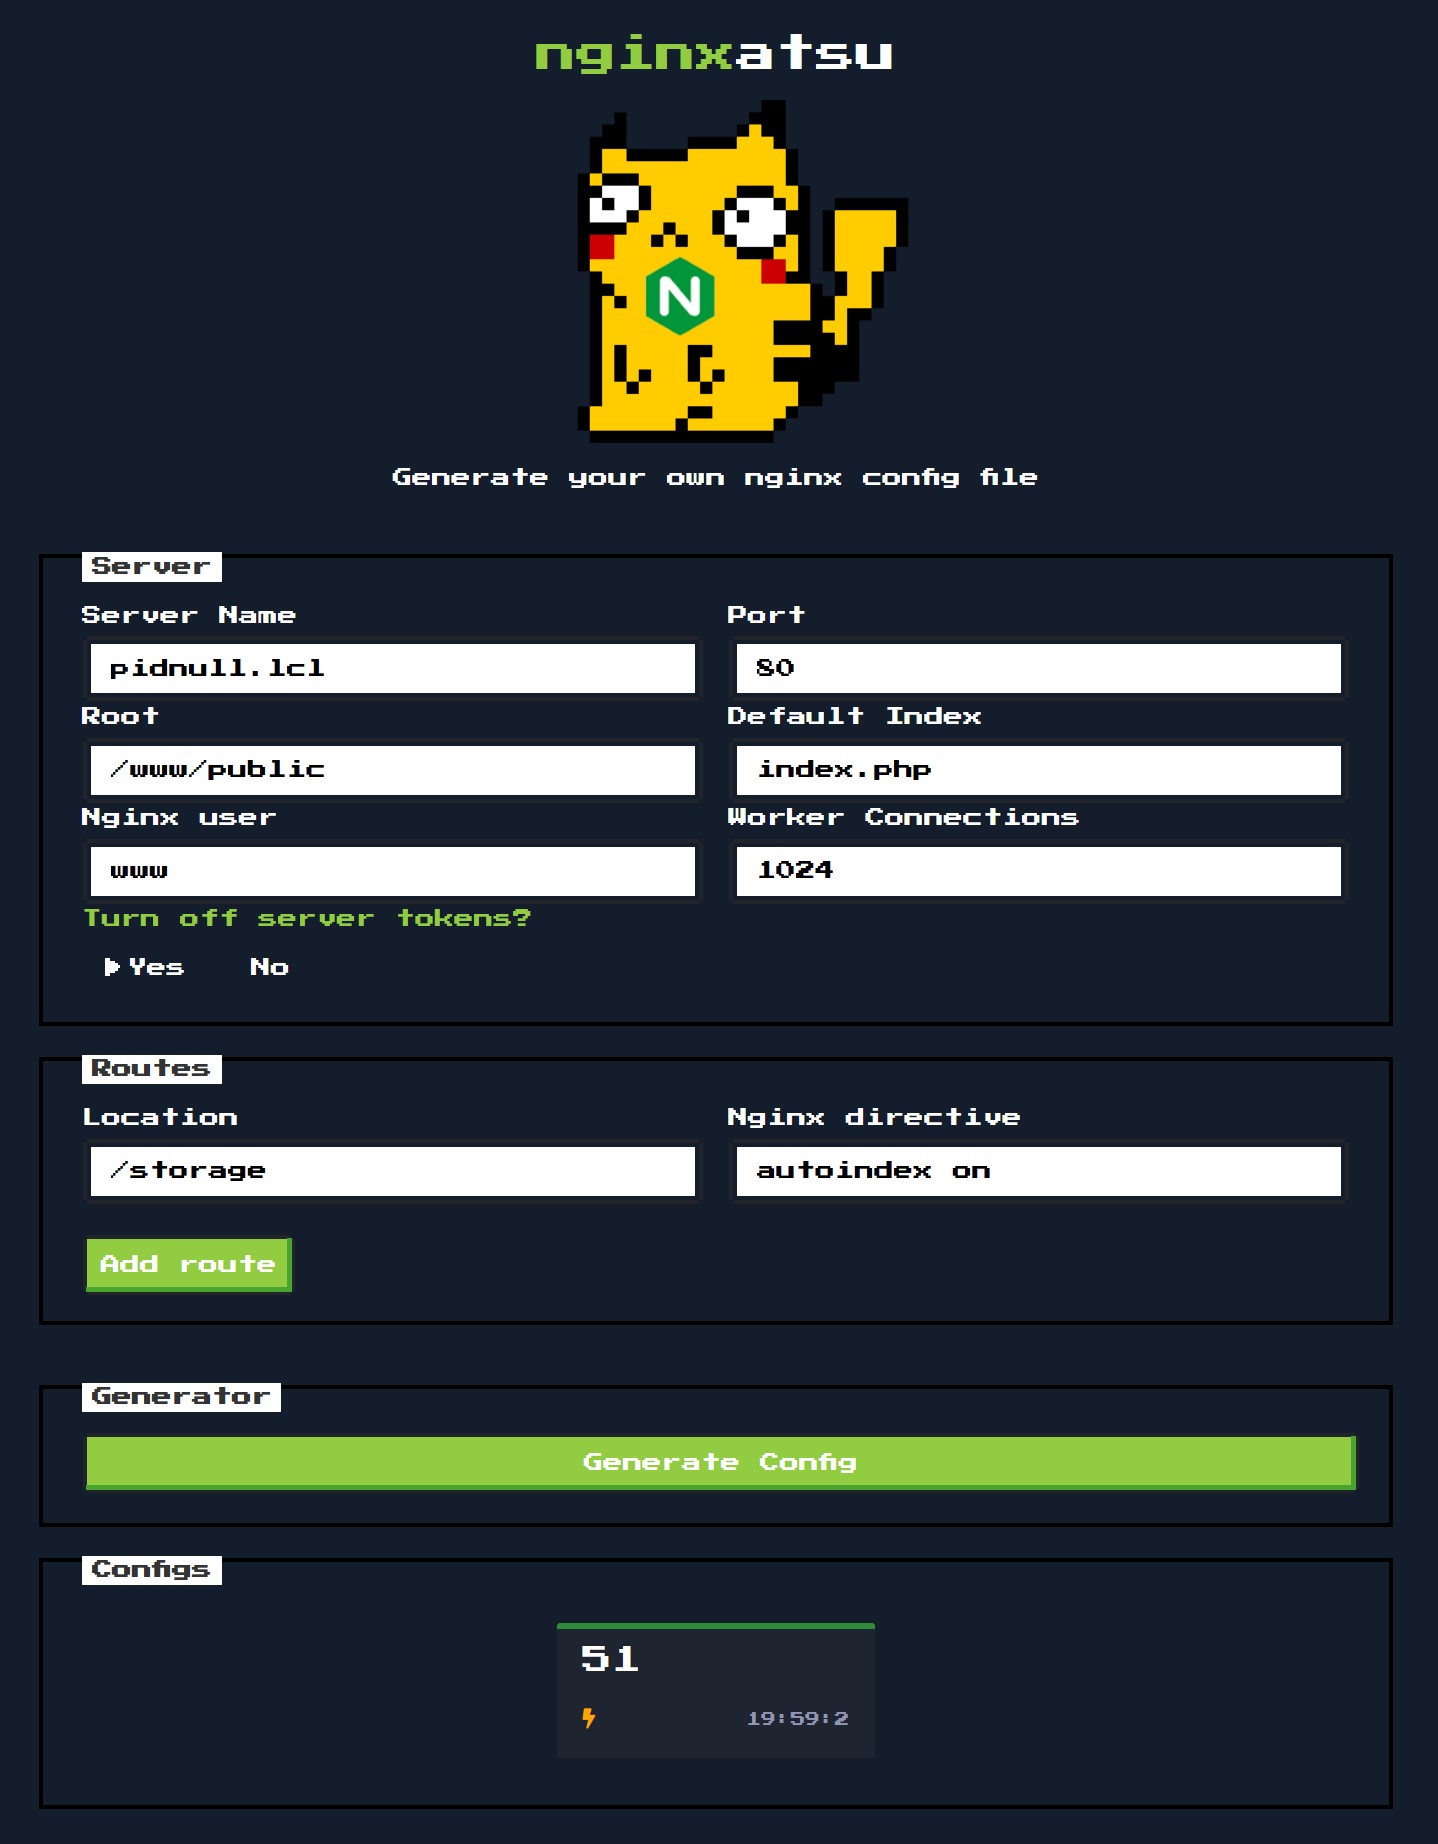 nginxatsu
N
Generate your own nginx config file
Server
Server Name Port
pidnull.lcl 80
Root Default Index
/www/public index.php
Nginx user Worker Connections
www 1024
Turn off server tokens?
Yes No
Routes
Location Nginx directive
/storage autoindex on
Add route
Generator
Generate Config
Configs
51
19:59:2